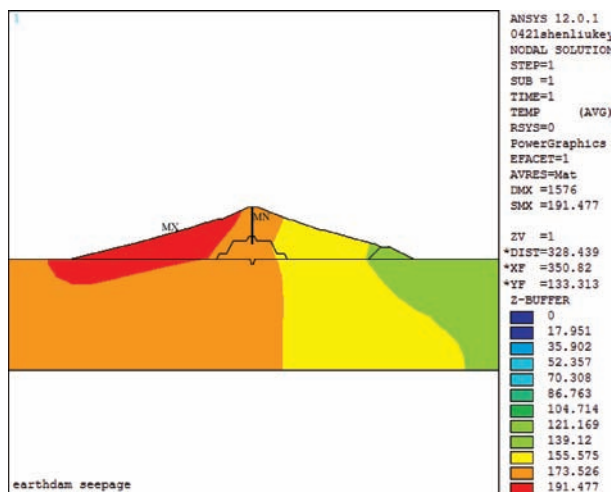 1
ANSYS 12.0.1
0421shenliukey
NODAL SOLUTION
STEP=1
SUB =1
TIME=1
TEMP (AVG)
RSYS=0
PowerGraphics
EFACET=1
AVRES=Mat
DMX =1576
SMX =191.477
ZV =1
*DIST=328.439
*XF =350.82
*YF =133.313
Z-BUFFER
0
17.951
35.902
52.357
70.308
86.763
104.714
121.169
139.12
155.575
173.526
191.477
MX
MN
earthdam seepage